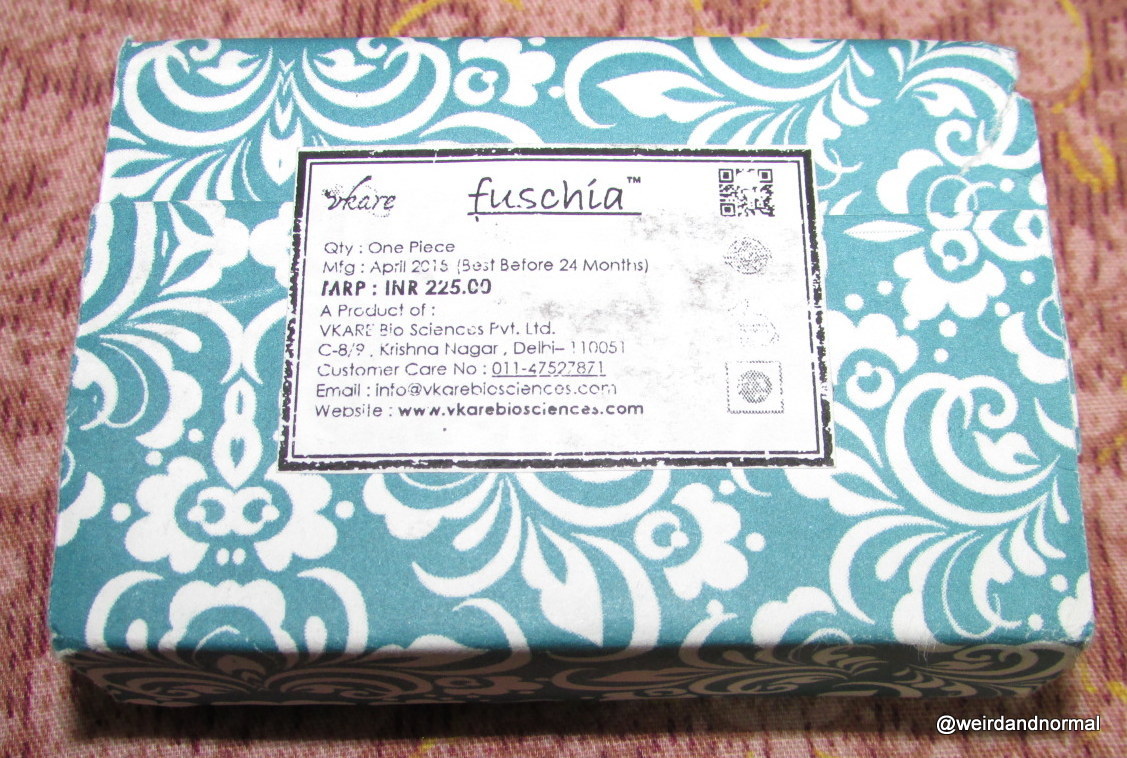 vkare
fuschia™
Qty : One Piece
Mfg : April 2015 (Best Before 24 Months)
MRP : INR 225.00
A Product of :
VKARE Bio Sciences Pvt. Ltd.
C-8/9 , Krishna Nagar , Delhi– 110051
Customer Care No : 011-47527871
Email : info@vkarebiosciences.com
Website : www.vkarebiosciences.com
@weirdandnormal